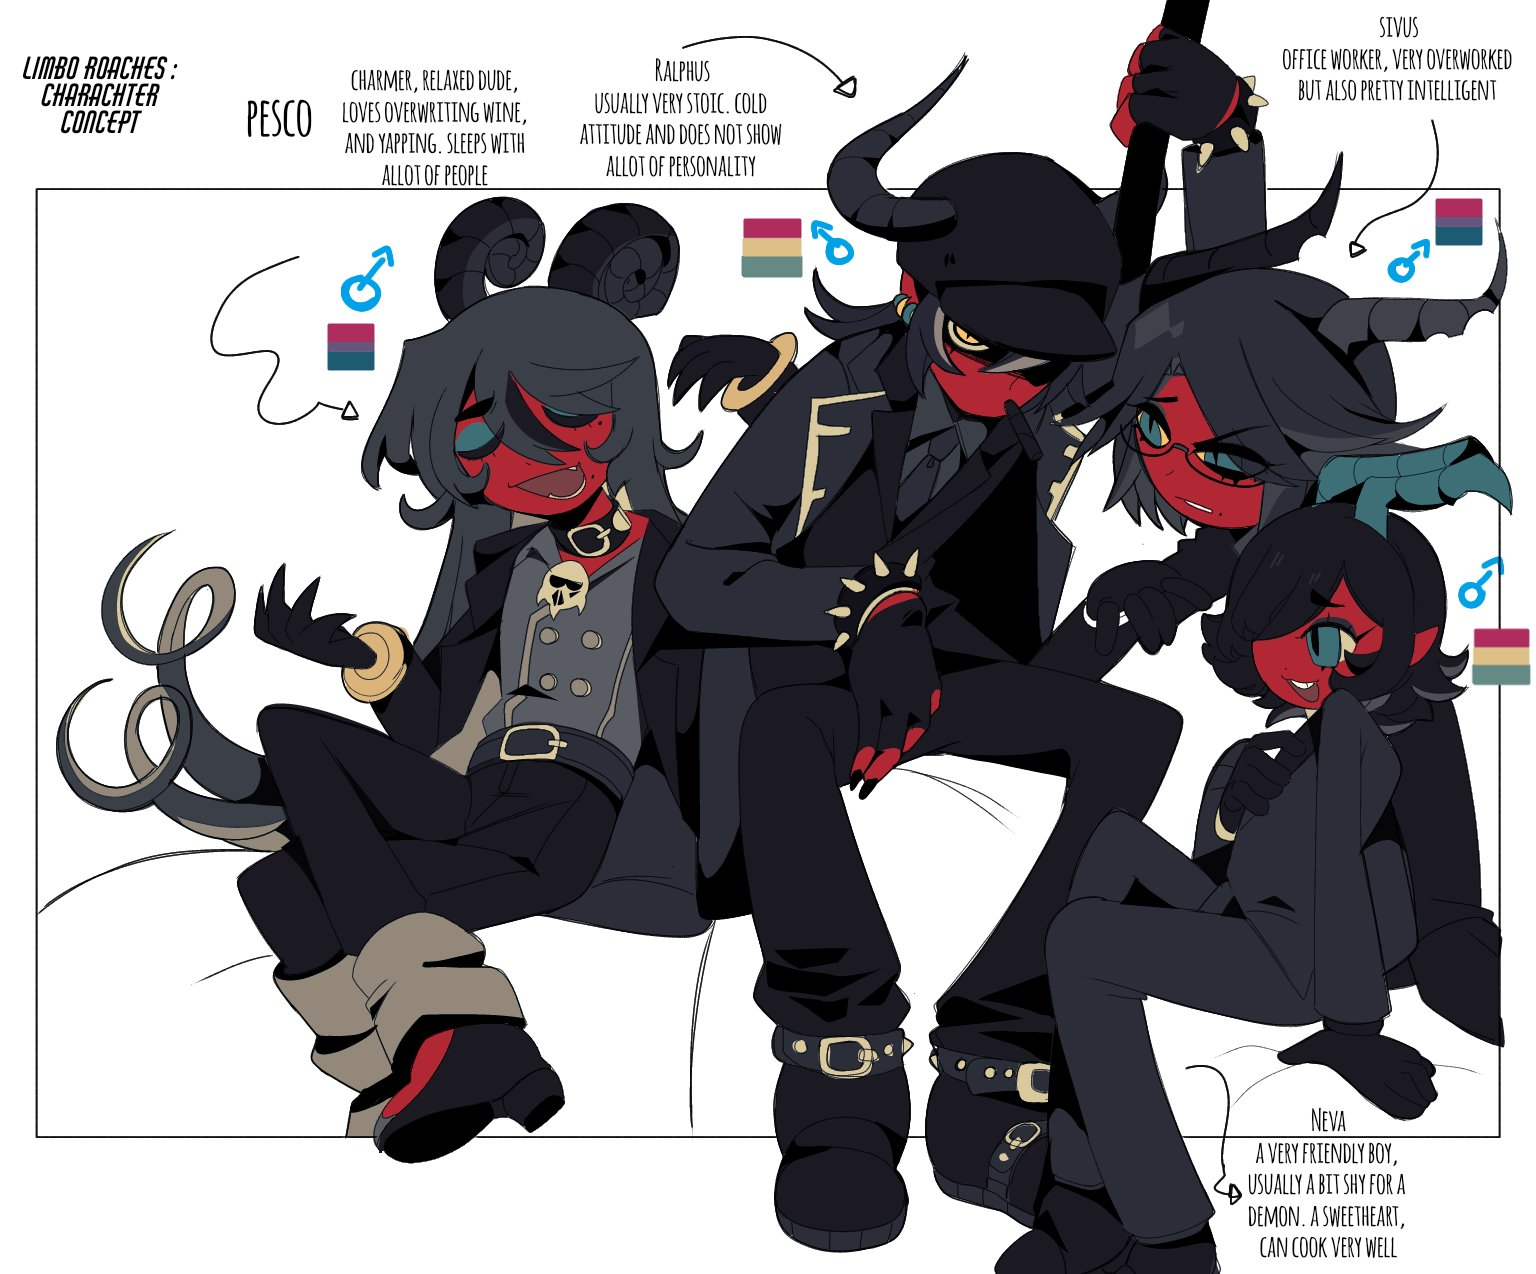 LIMBO ROACHES :
CHARACHTER
CONCEPT
PESCO
CHARMER, RELAXED DUDE,
LOVES OVERWRITING WINE,
AND YAPPING. SLEEPS WITH
ALLOT OF PEOPLE
RALPHUS
USUALLY VERY STOIC. COLD
ATTITUDE AND DOES NOT SHOW
ALLOT OF PERSONALITY
SIVUS
OFFICE WORKER, VERY OVERWORKED
BUT ALSO PRETTY INTELLIGENT
NEVA
A VERY FRIENDLY BOY,
USUALLY A BIT SHY FOR A
DEMON. A SWEETHEART,
CAN COOK VERY WELL